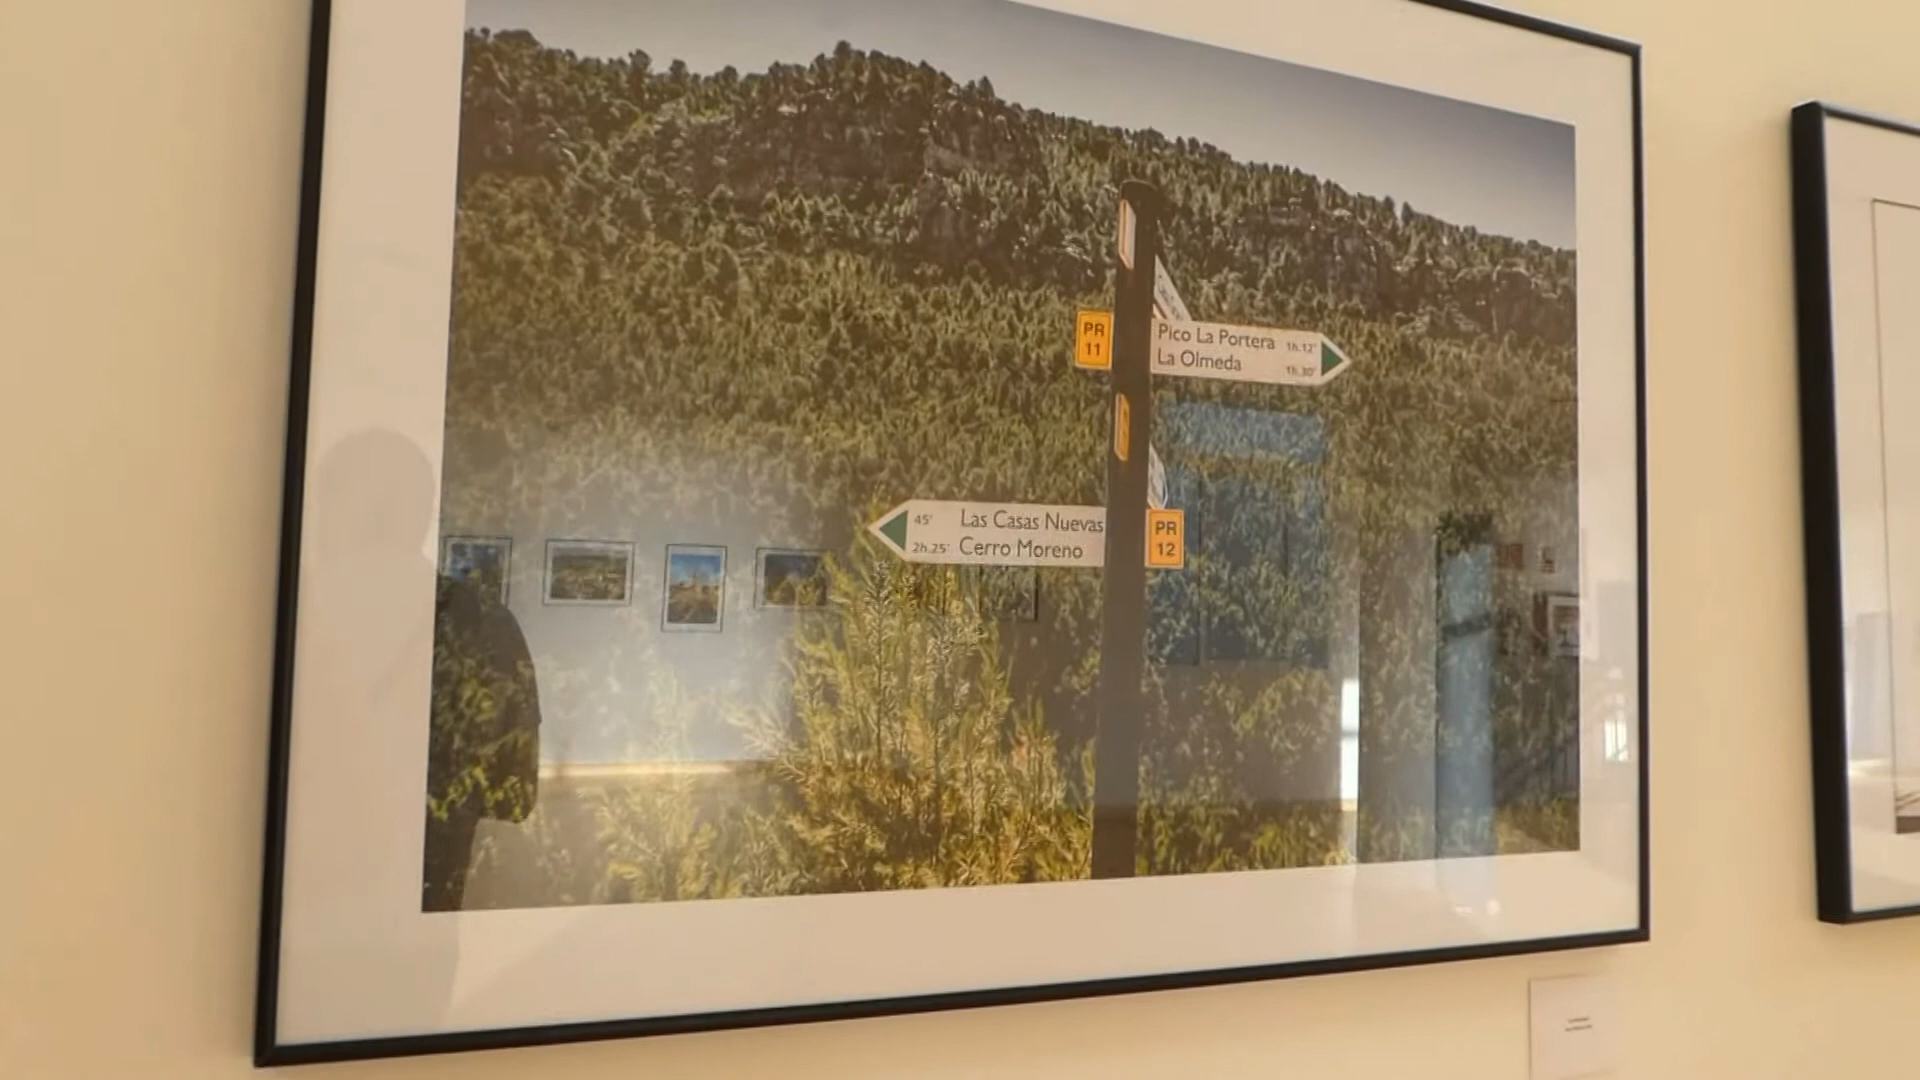 PR
11
Pico La Portera 1h.12'
La Olmeda 1h.30'
45' Las Casas Nuevas
2h.25' Cerro Moreno
PR
12